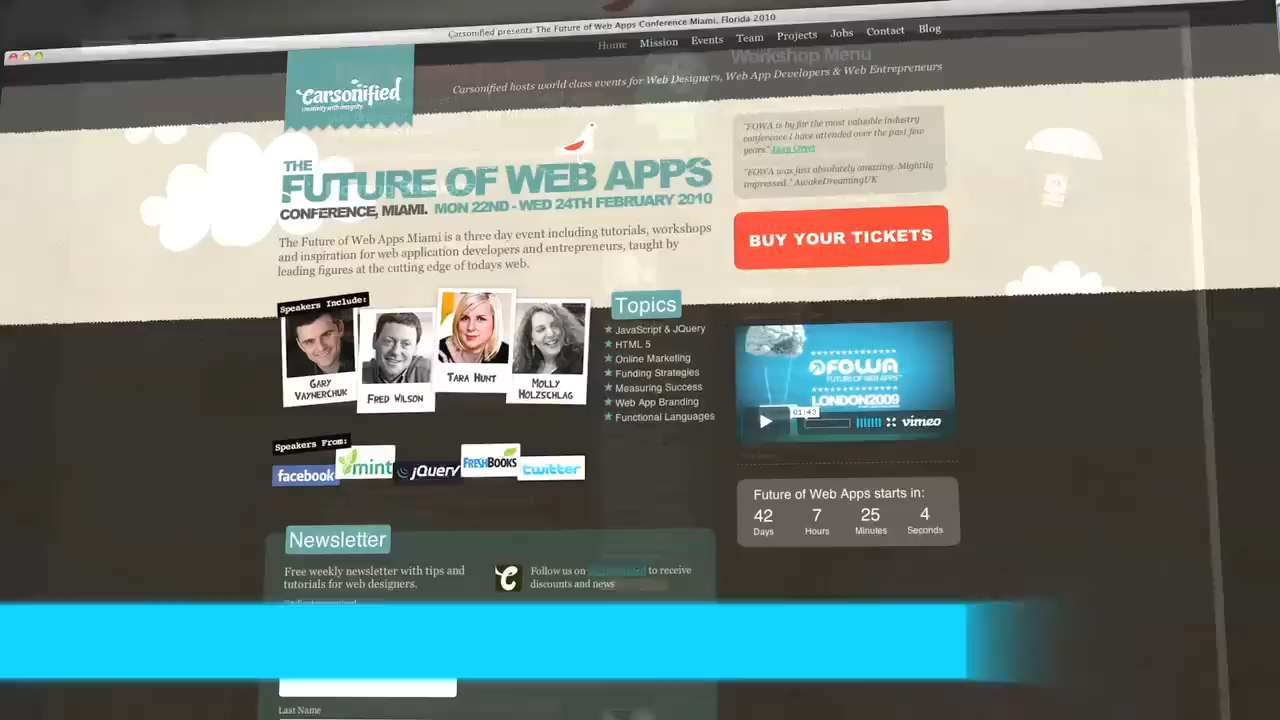 Carsonified presents The Future of Web Apps Conference Miami, Florida 2010
Home Mission Events Team Projects Jobs Contact Blog
Workshop Menu
Carsonified
creativity with integrity
Carsonified hosts world class events for Web Designers, Web App Developers & Web Entrepreneurs
"FOWA is by far the most valuable industry
conference I have attended over the past few
years"
"FOWA was just absolutely amazing. Mightily
impressed." AwakeDreamingUK
THE
FUTURE OF WEB APPS
CONFERENCE, MIAMI. MON 22ND - WED 24TH FEBRUARY 2010
BUY YOUR TICKETS
The Future of Web Apps Miami is a three day event including tutorials, workshops
and inspiration for web application developers and entrepreneurs, taught by
leading figures at the cutting edge of todays web.
Speakers Include:
Gary
Vaynerchuk
Fred Wilson
Tara Hunt
Molly
Holzschlag
Topics
JavaScript & JQuery
HTML 5
Online Marketing
Funding Strategies
Measuring Success
Web App Branding
Functional Languages
FOWA
FUTURE OF WEB APPS
LONDON2009
01:43
vimeo
Speakers From:
facebook
mint
jQuery
FRESHBOOKS
twitter
Future of Web Apps starts in:
42 7 25 4
Days Hours Minutes Seconds
Newsletter
Free weekly newsletter with tips and
tutorials for web designers.
Follow us on to receive
discounts and news
Last Name